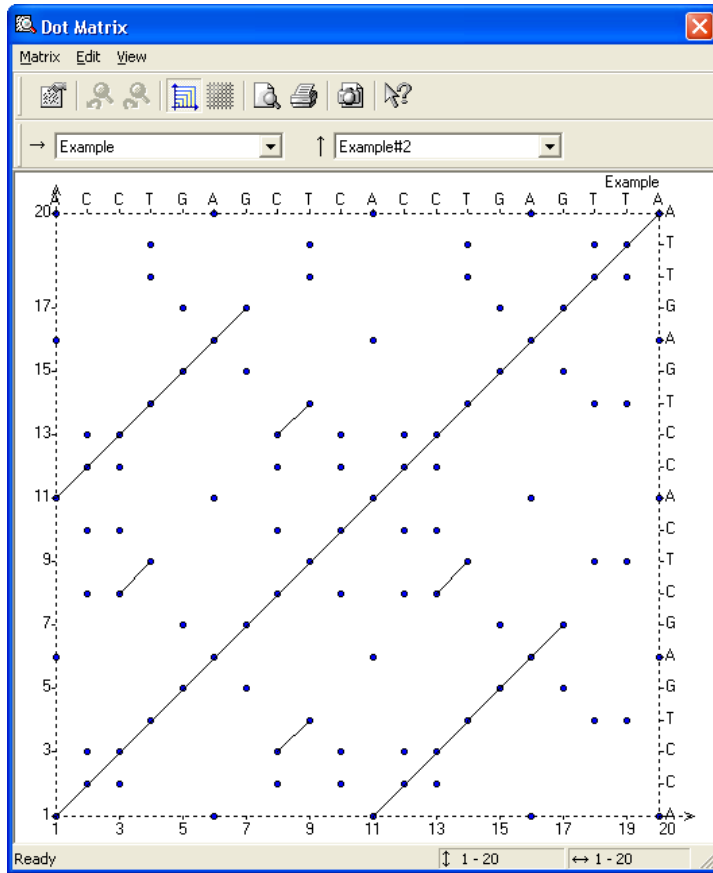 Dot Matrix
Matrix Edit View
→ Example ↑ Example#2
Example
A C C T G A G C T C A C C T G A G T T A
20 A
T
T
17 G
A
15 G
T
13 C
C
11 A
C
9 T
C
7 G
A
5 G
T
3 C
C
1 A
1 3 5 7 9 11 13 15 17 19 20
Ready 1 - 20 1 - 20